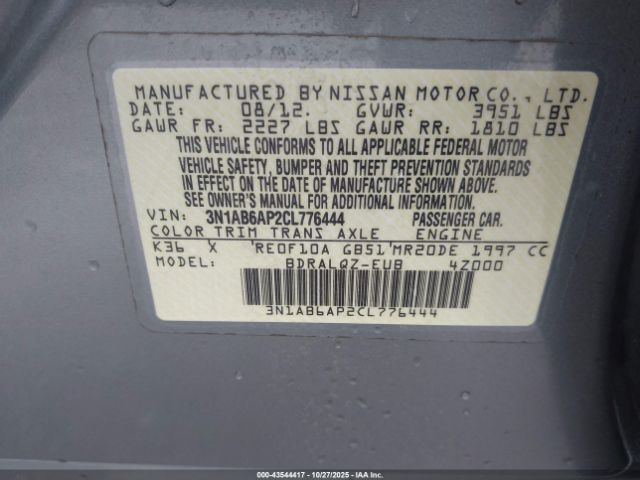 MANUFACTURED BY NISSAN MOTOR CO., LTD.
DATE: 08/12. GVWR: 3951 LBS
GAWR FR: 2227 LBS GAWR RR: 1810 LBS
THIS VEHICLE CONFORMS TO ALL APPLICABLE FEDERAL MOTOR
VEHICLE SAFETY, BUMPER AND THEFT PREVENTION STANDARDS
IN EFFECT ON THE DATE OF MANUFACTURE SHOWN ABOVE.
SEE OWNER'S MANUAL FOR ADDITIONAL INFORMATION.
VIN: 3N1AB6AP2CL776444 PASSENGER CAR.
COLOR TRIM TRANS AXLE ENGINE
K36 X 'RE0F10A GB51'MR20DE 1997 CC
MODEL: BDRALQZ-EUB 4Z000
3N1AB6AP2CL776444
000-43544417 | 10/27/2025 | IAA Inc.